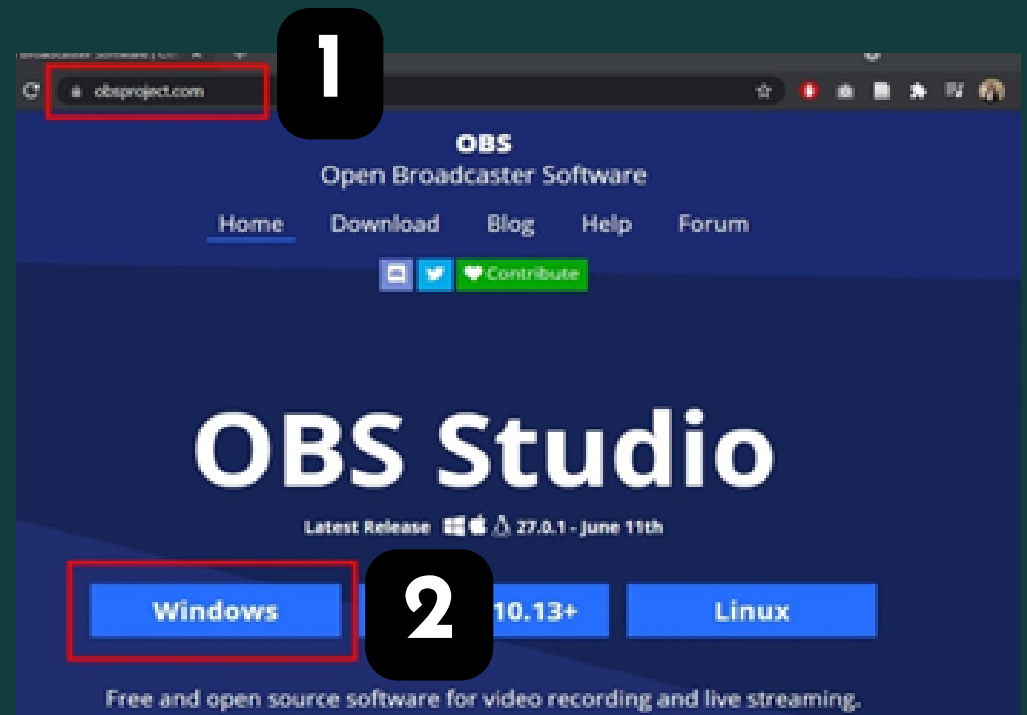 1
obsproject.com
OBS
Open Broadcaster Software
Home Download Blog Help Forum
Contribute
OBS Studio
Latest Release 27.0.1 - June 11th
Windows 2 10.13+ Linux
Free and open source software for video recording and live streaming.